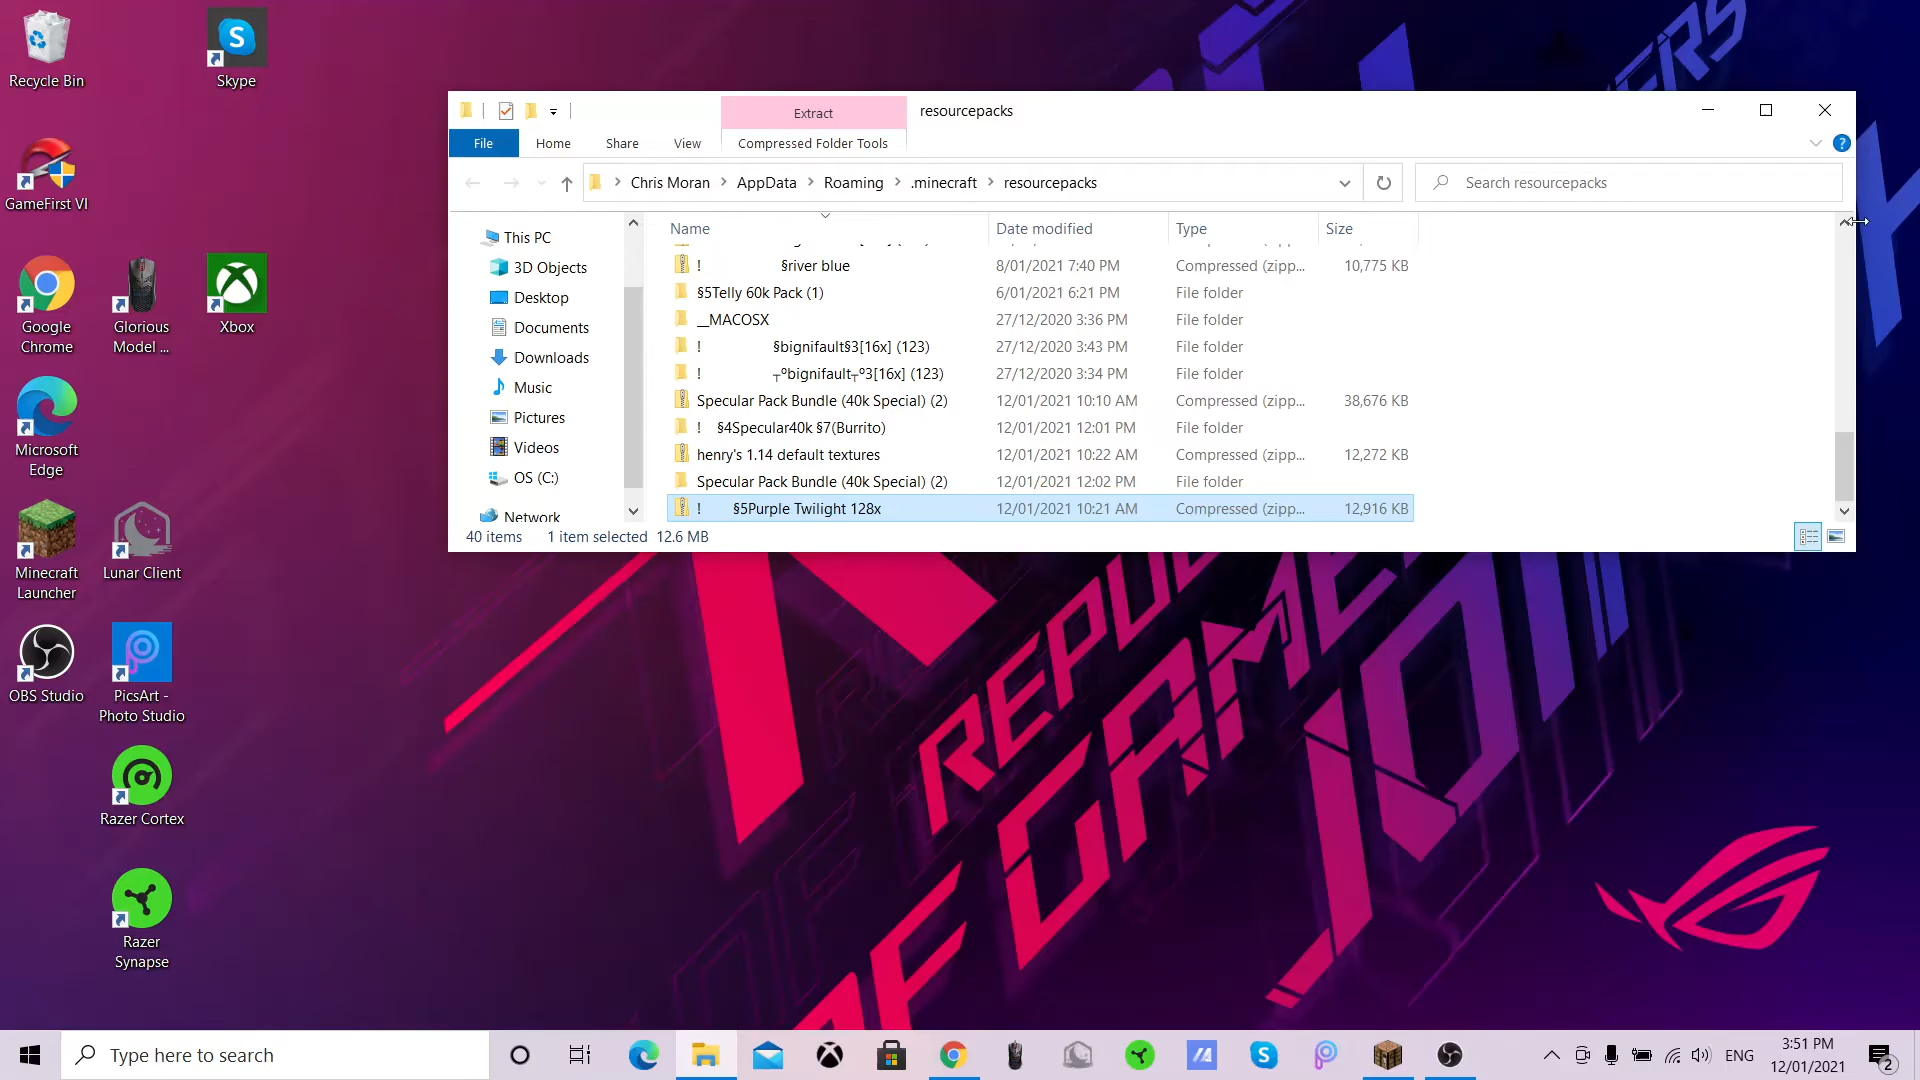 Recycle Bin
Skype
GameFirst VI
Google
Chrome
Glorious
Model ...
Xbox
Microsoft
Edge
Minecraft
Launcher
Lunar Client
OBS Studio
PicsArt -
Photo Studio
Razer Cortex
Razer
Synapse
Extract
resourcepacks
File
Home
Share
View
Compressed Folder Tools
Chris Moran > AppData > Roaming > .minecraft > resourcepacks
Search resourcepacks
This PC
3D Objects
Desktop
Documents
Downloads
Music
Pictures
Videos
OS (C:)
Network
Name Date modified Type Size
! §river blue 8/01/2021 7:40 PM Compressed (zipp... 10,775 KB
§5Telly 60k Pack (1) 6/01/2021 6:21 PM File folder
__MACOSX 27/12/2020 3:36 PM File folder
! §bignifault§3[16x] (123) 27/12/2020 3:43 PM File folder
! ┬ºbignifault┬º3[16x] (123) 27/12/2020 3:34 PM File folder
Specular Pack Bundle (40k Special) (2) 12/01/2021 10:10 AM Compressed (zipp... 38,676 KB
! §4Specular40k §7(Burrito) 12/01/2021 12:01 PM File folder
henry's 1.14 default textures 12/01/2021 10:22 AM Compressed (zipp... 12,272 KB
Specular Pack Bundle (40k Special) (2) 12/01/2021 12:02 PM File folder
! §5Purple Twilight 128x 12/01/2021 10:21 AM Compressed (zipp... 12,916 KB
40 items 1 item selected 12.6 MB
REPUBLIC
OF GAMERS
Type here to search
ENG
3:51 PM
12/01/2021
2